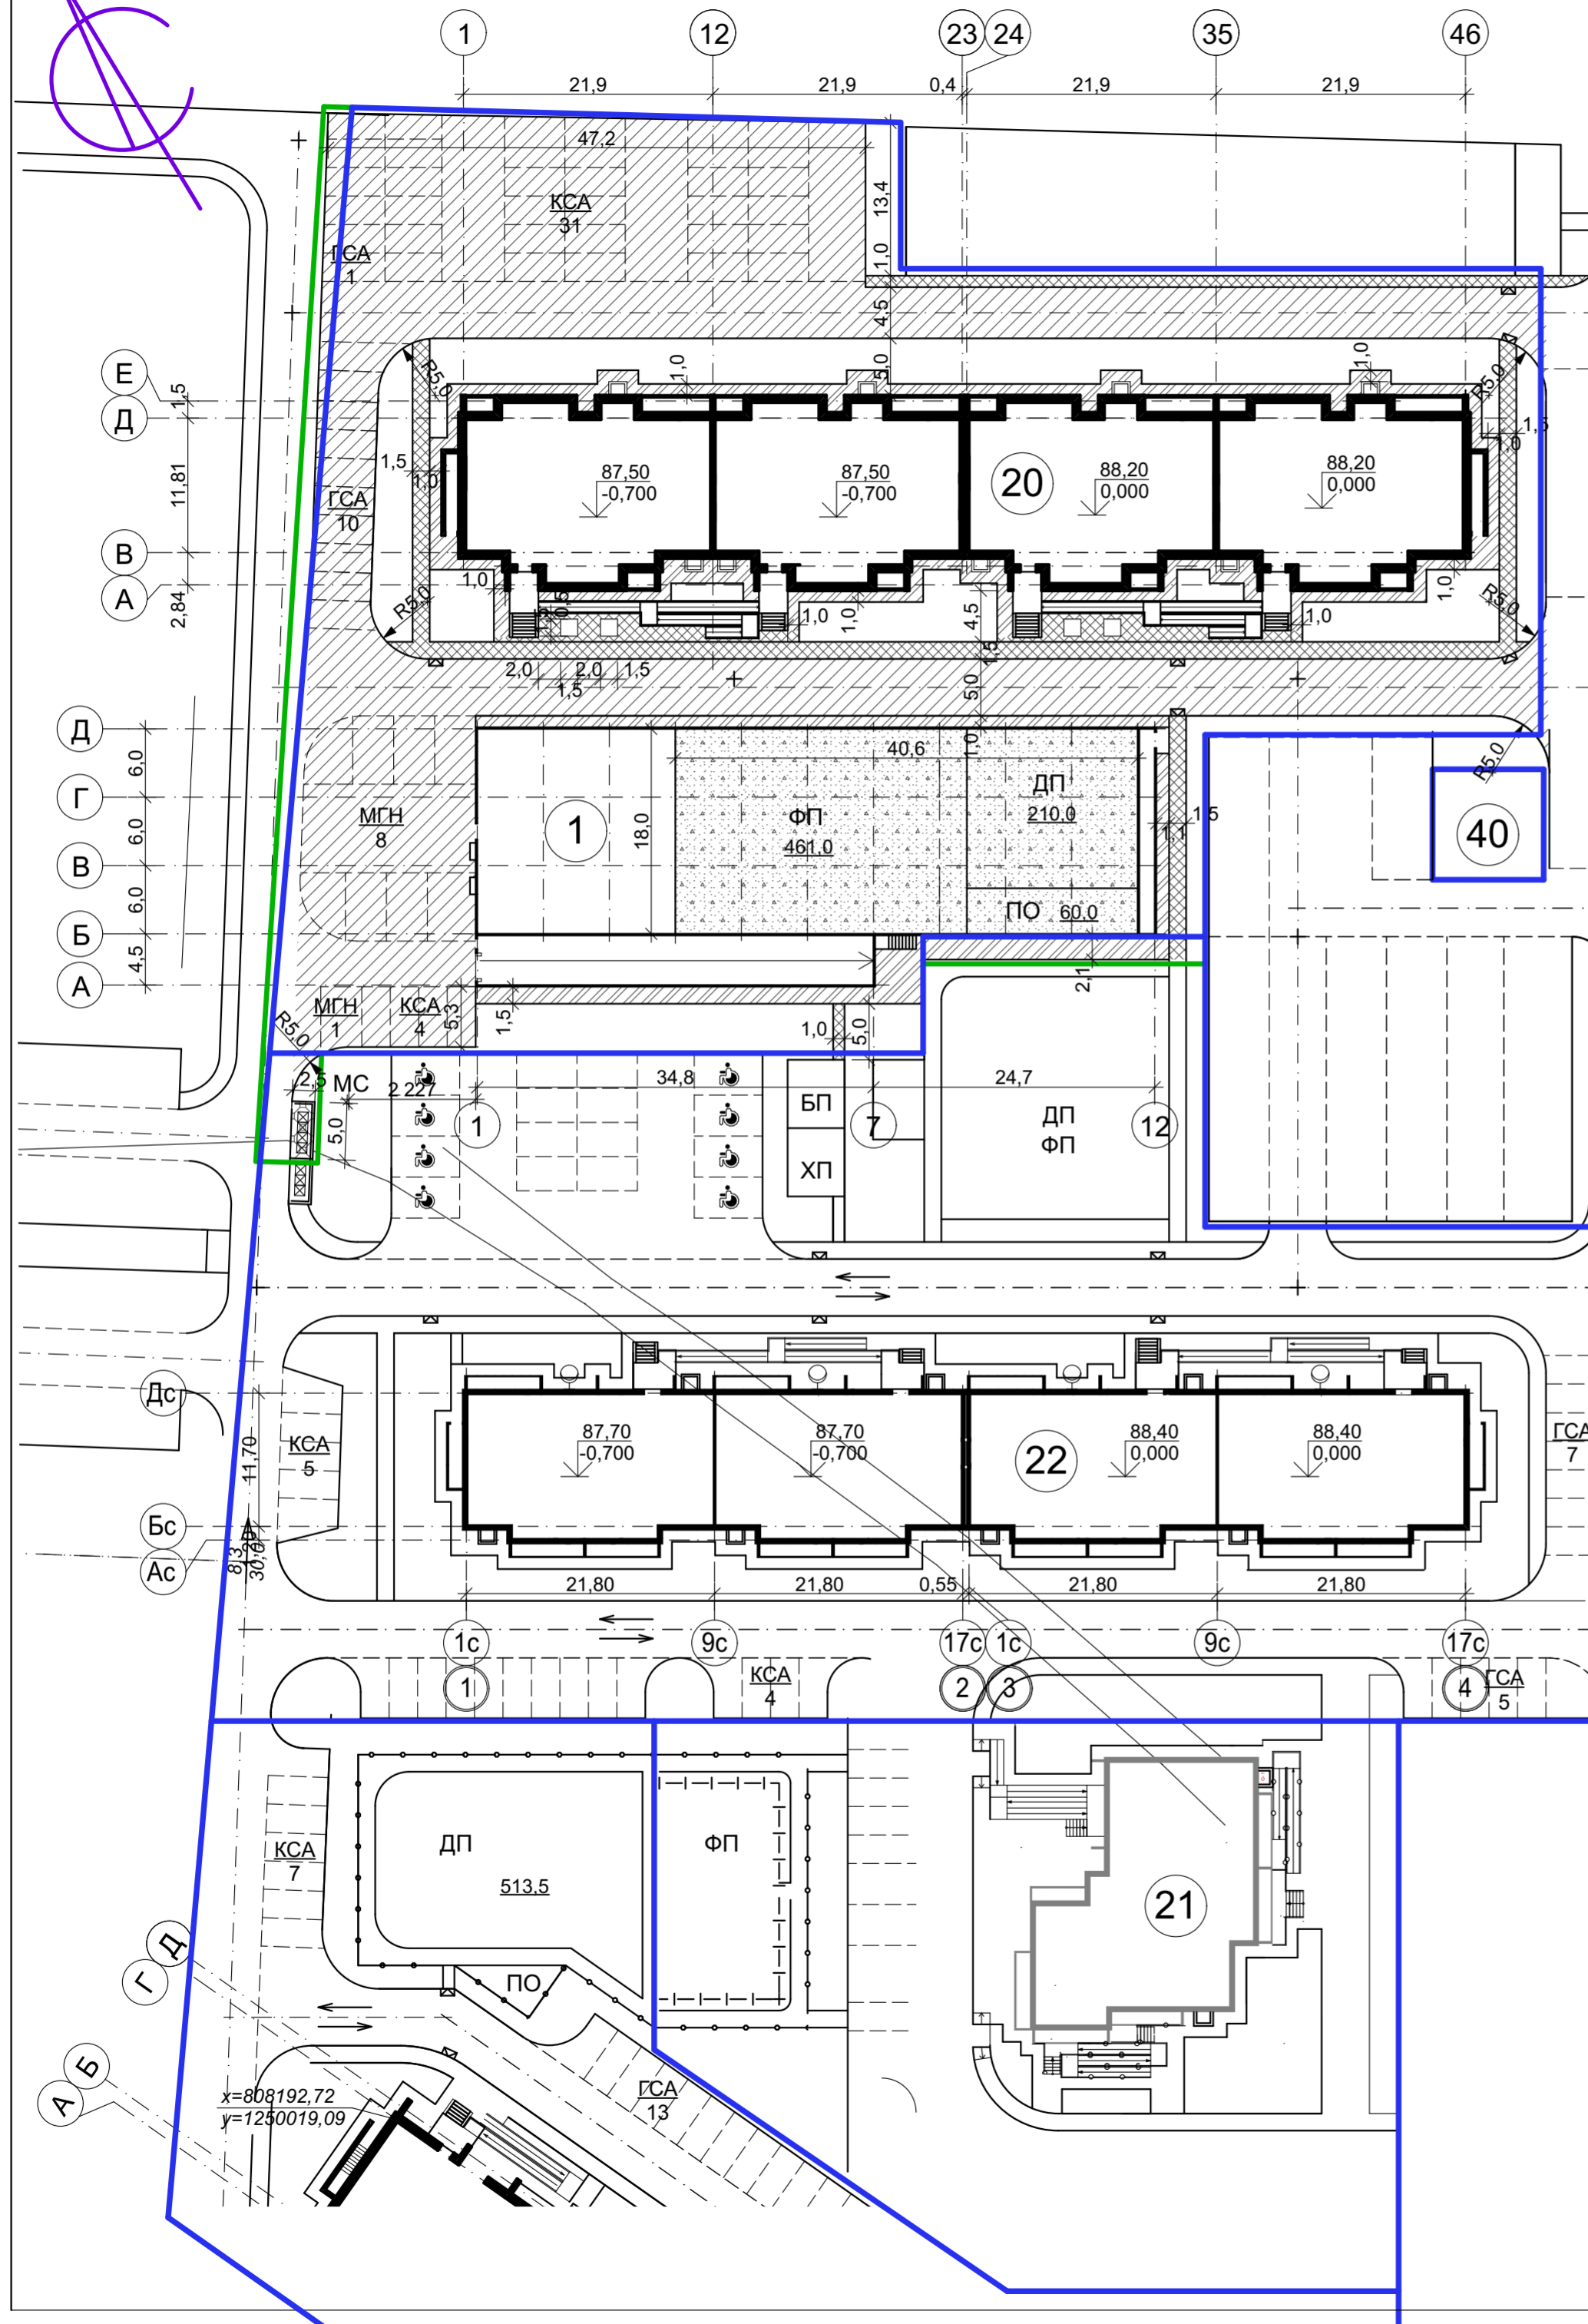 1
12
23
24
35
46
21,9
21,9
0,4
21,9
21,9
47,2
КСА
31
13,4
1,0
ГСА
1
4,5
5,0
R5,0
1,0
1,0
R5,0
Е
1,5
Д
11,81
В
А
2,84
1,5
1,0
ГСА
10
87,50
-0,700
87,50
-0,700
20
88,20
0,000
88,20
0,000
1,5
1,0
R5,0
1,0
0,5
1,0
1,0
4,5
1,5
1,0
1,0
R5,0
2,0
1,5
2,0
1,5
5,0
Д
6,0
Г
6,0
В
6,0
Б
4,5
А
МГН
8
1
18,0
40,6
1,0
ФП
461,0
ДП
210,0
ПО
60,0
1,5
R5,0
40
2,1
МГН
1
КСА
4
5,3
1,5
1,0
5,0
R5,0
2,5
МС
2 227
5,0
34,8
24,7
1
7
12
БП
ХП
ДП
ФП
Дс
11,70
КСА
5
Бс
Ас
8,3
30,0
87,70
-0,700
87,70
-0,700
22
88,40
0,000
88,40
0,000
ГСА
7
21,80
21,80
0,55
21,80
21,80
1с
9с
17с
1с
9с
17с
1
2
3
4
КСА
4
ГСА
5
КСА
7
ДП
513,5
ФП
21
ПО
Д
Г
Б
А
ГСА
13
x=808192,72
y=1250019,09